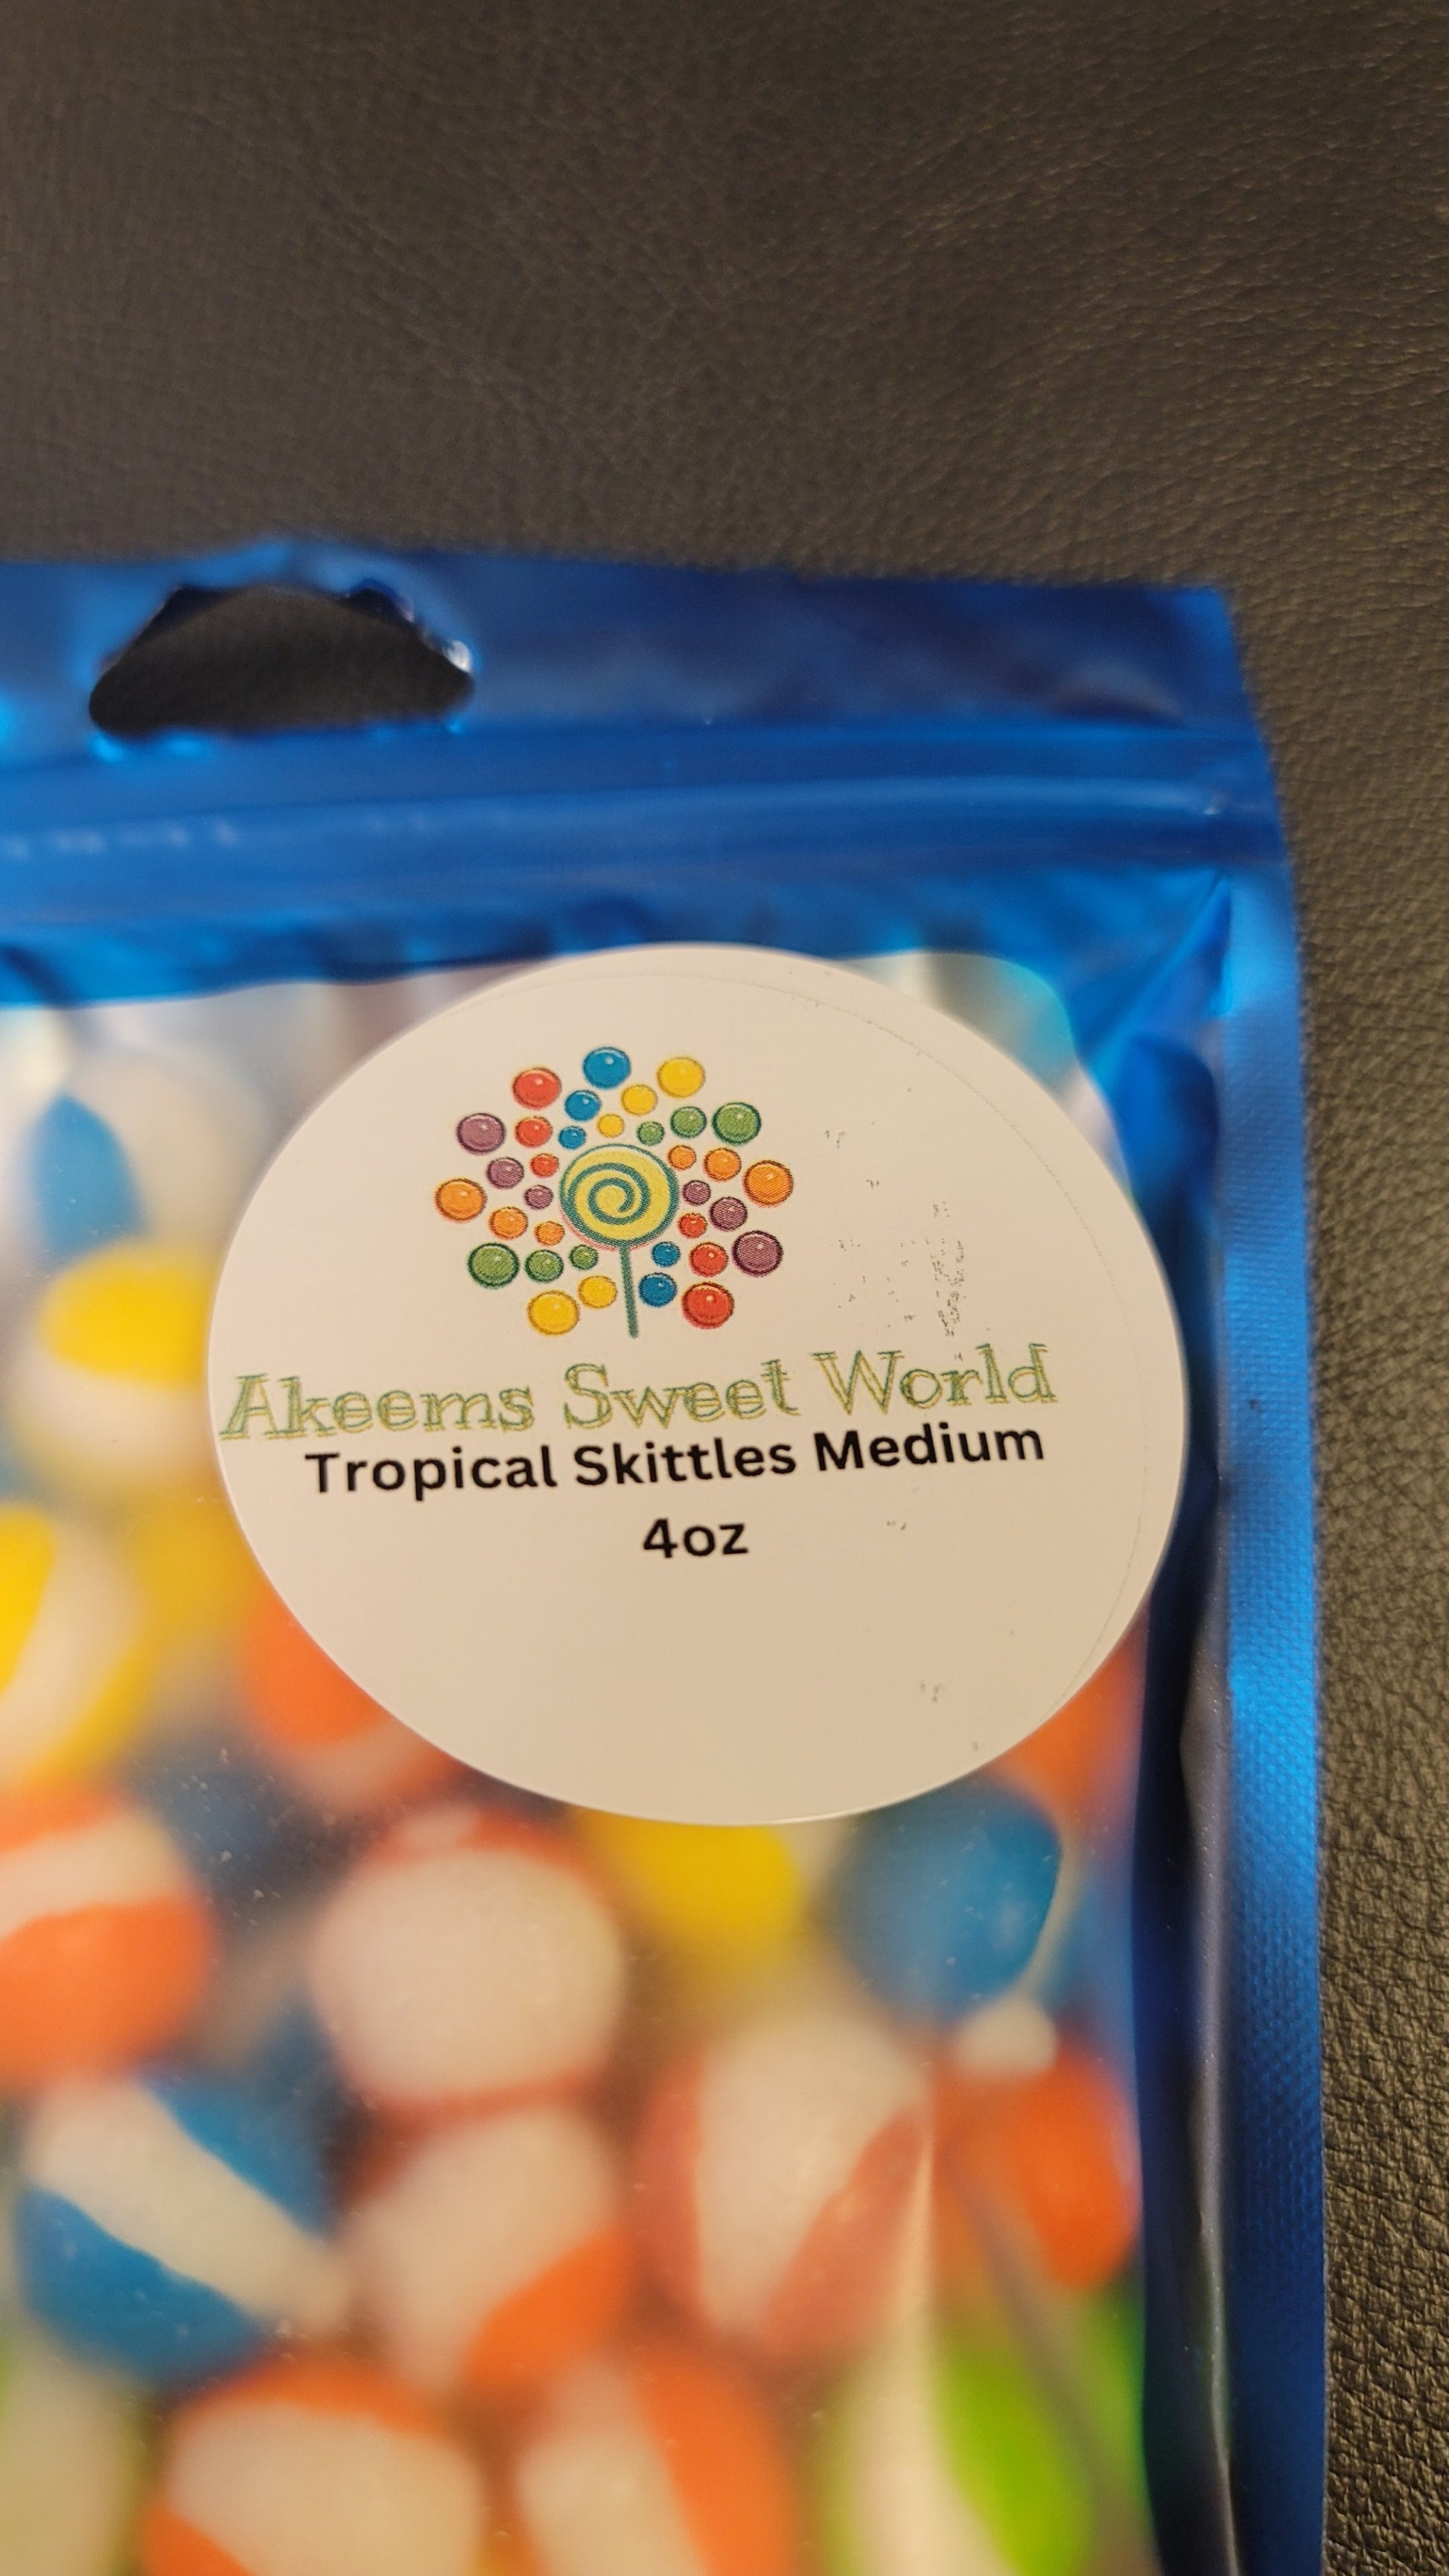 Akeems Sweet World
Tropical Skittles Medium
4oz